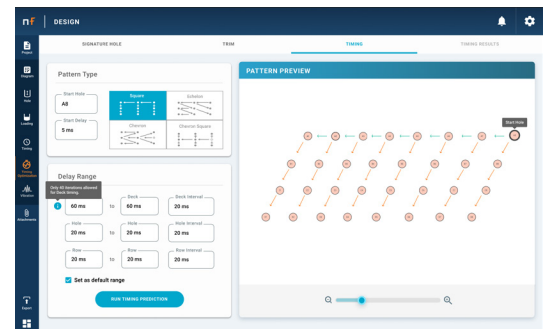 nf
DESIGN
Project
Diagram
Hole
Loading
Timing
Timing
Optimization
Vibration
Attachments
Export
SIGNATURE HOLE
TRIM
TIMING
TIMING RESULTS
Pattern Type
Start Hole
A8
Start Delay
5 ms
Square
Echelon
Chevron
Chevron Square
Delay Range
Only 45 iterations allowed
for Deck timing.
60 ms
to
Deck
60 ms
Deck Interval
20 ms
Hole
20 ms
to
Hole
20 ms
Hole Interval
20 ms
Row
20 ms
to
Row
20 ms
Row Interval
20 ms
Set as default range
RUN TIMING PREDICTION
PATTERN PREVIEW
Start Hole